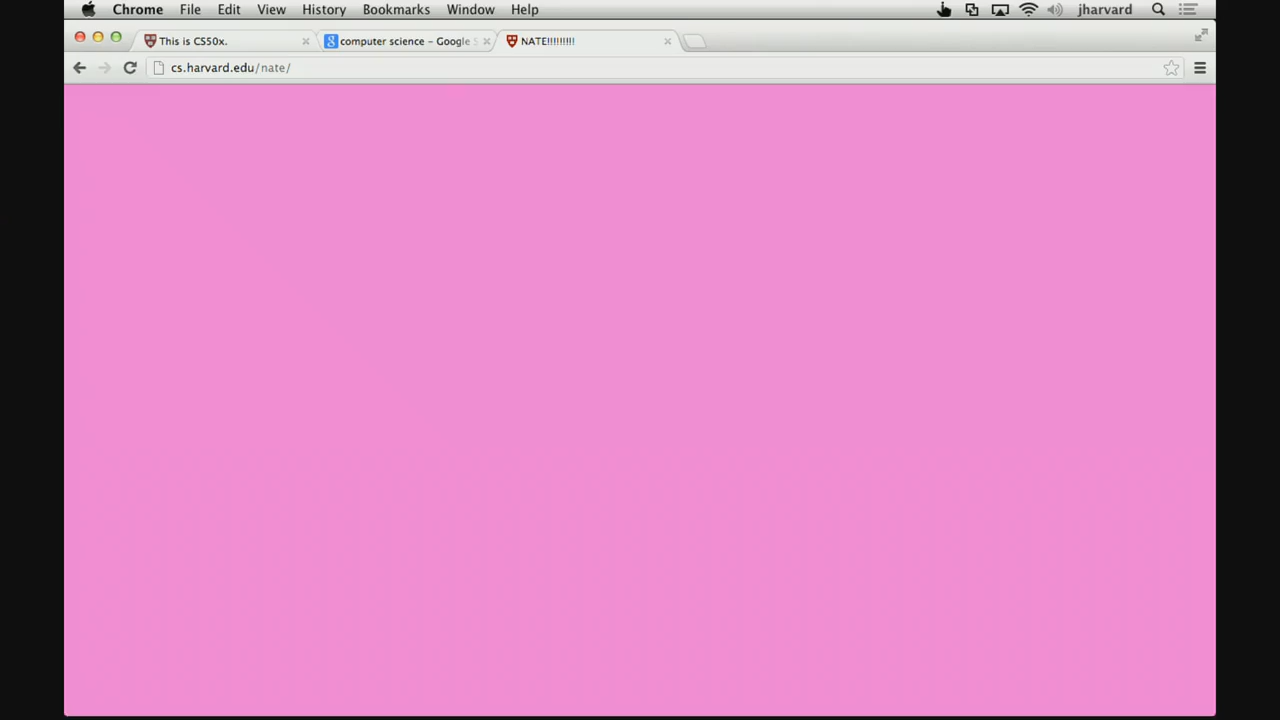 Chrome File Edit View History Bookmarks Window Help jharvard
This is CS50x. computer science – Google S NATE!!!!!!!!!
cs.harvard.edu/nate/